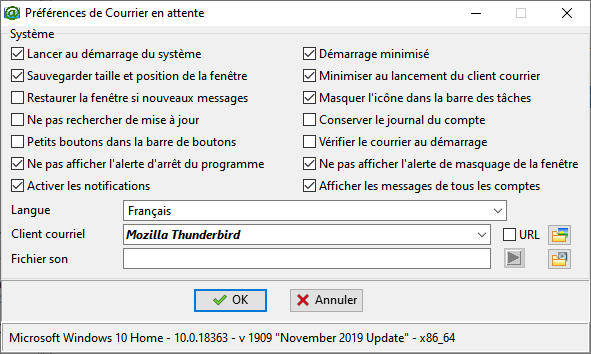 Préférences de Courrier en attente
Système
Lancer au démarrage du système
Démarrage minimisé
Sauvegarder taille et position de la fenêtre
Minimiser au lancement du client courrier
Restaurer la fenêtre si nouveaux messages
Masquer l'icône dans la barre des tâches
Ne pas rechercher de mise à jour
Conserver le journal du compte
Petits boutons dans la barre de boutons
Vérifier le courrier au démarrage
Ne pas afficher l'alerte d'arrêt du programme
Ne pas afficher l'alerte de masquage de la fenêtre
Activer les notifications
Afficher les messages de tous les comptes
Langue Français
Client courriel Mozilla Thunderbird URL
Fichier son
OK Annuler
Microsoft Windows 10 Home - 10.0.18363 - v 1909 "November 2019 Update" - x86_64